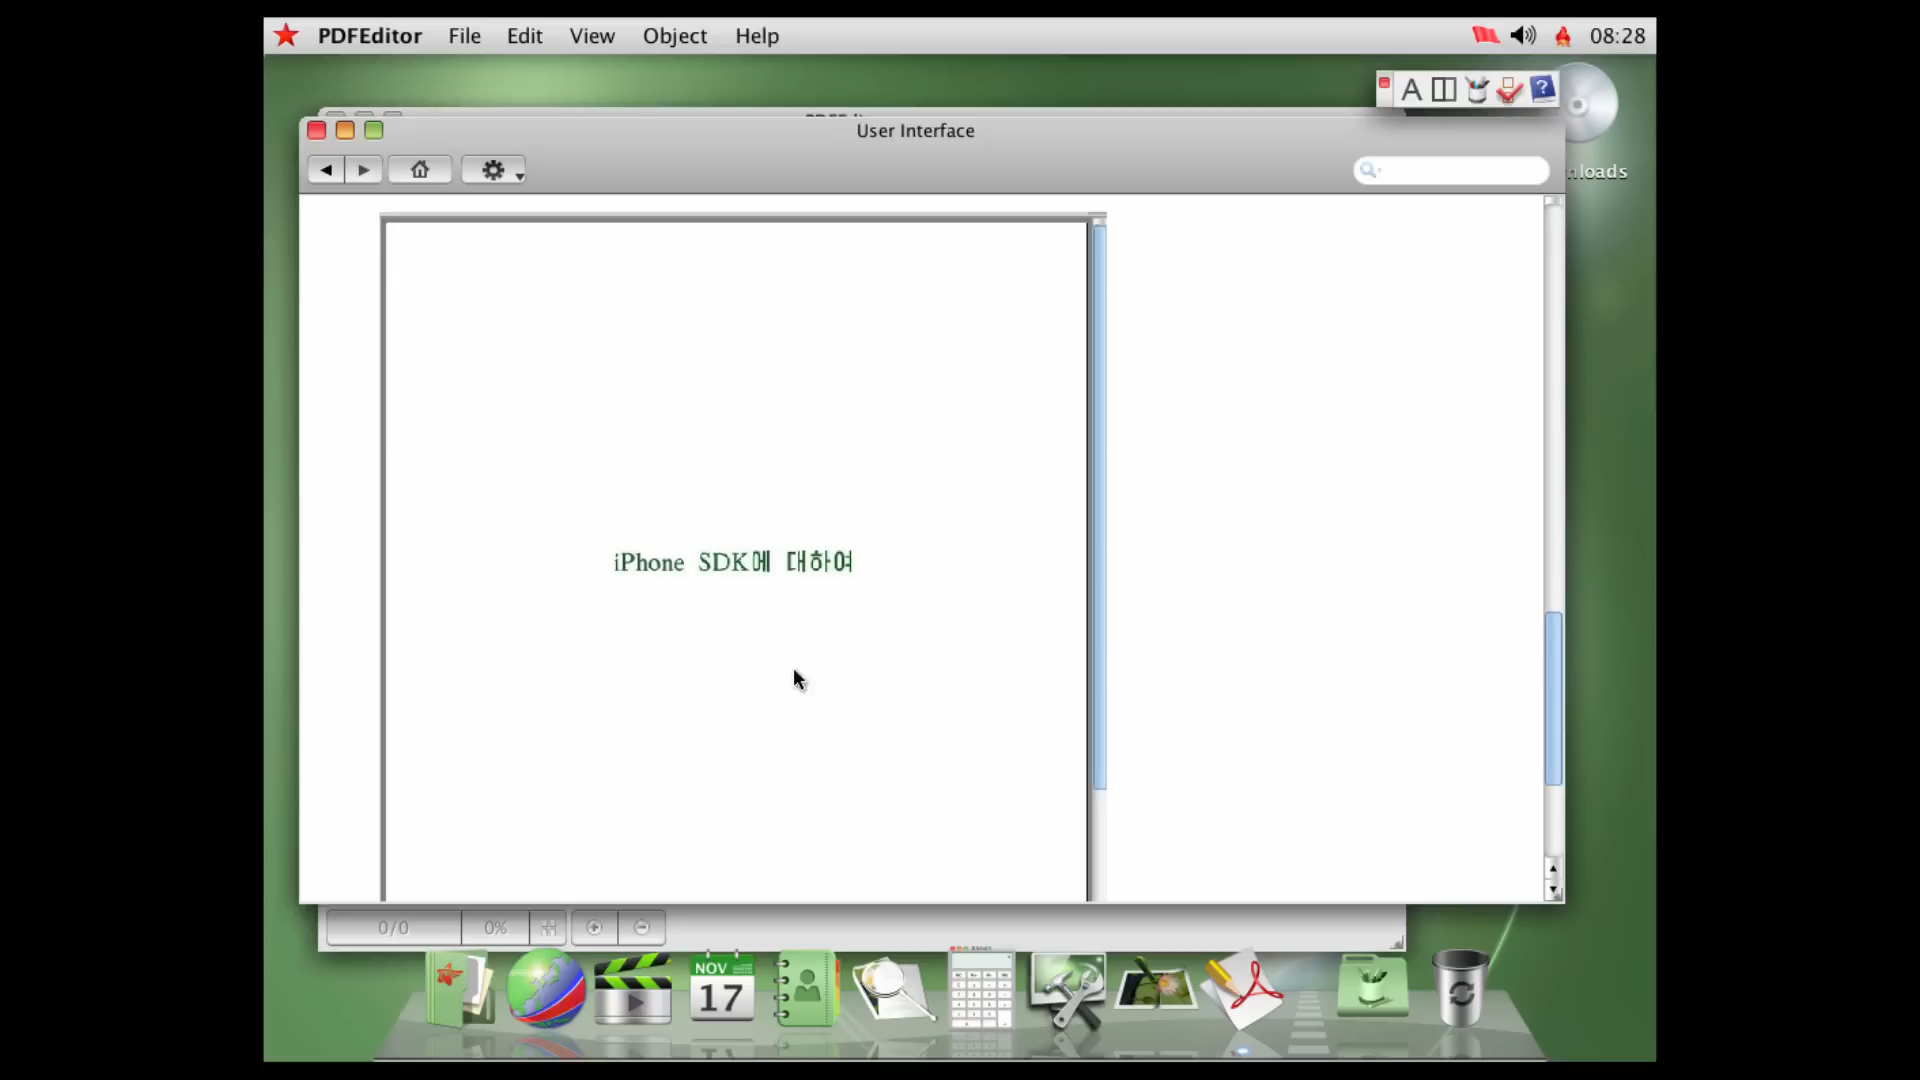 PDFEditor File Edit View Object Help 08:28
A ?
User Interface
nloads
iPhone SDK에 대하여
0/0 0%
NOV
17